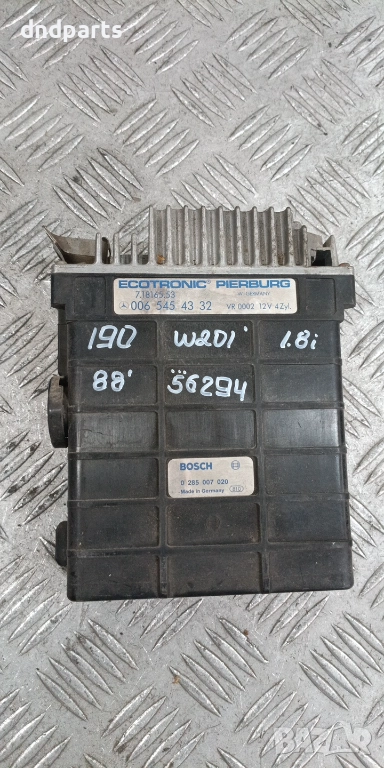 dndparts
ECOTRONIC PIERBURG
7.18165.53 W. GERMANY
006 545 43 32 VR 0002 12V 4Zyl.
190 W201 1.8i
88' 56294
BOSCH
0 285 007 020
Made in Germany
BAZAR